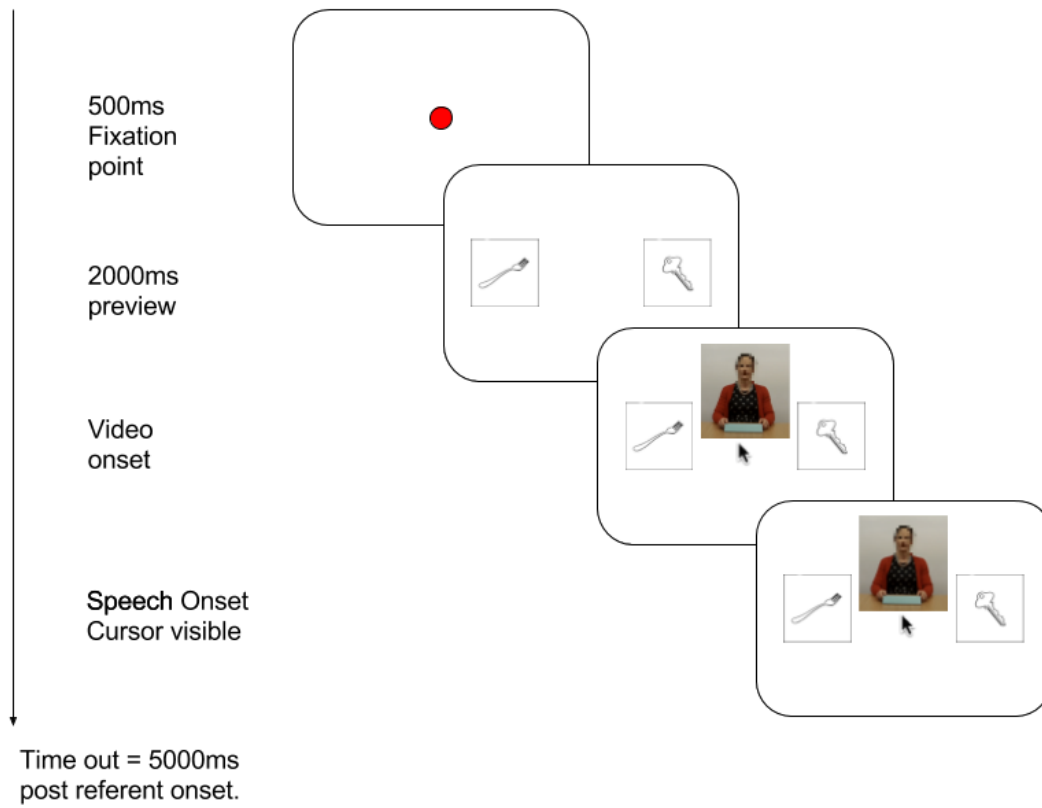 500ms
Fixation
point
2000ms
preview
Video
onset
Speech Onset
Cursor visible
Time out = 5000ms
post referent onset.